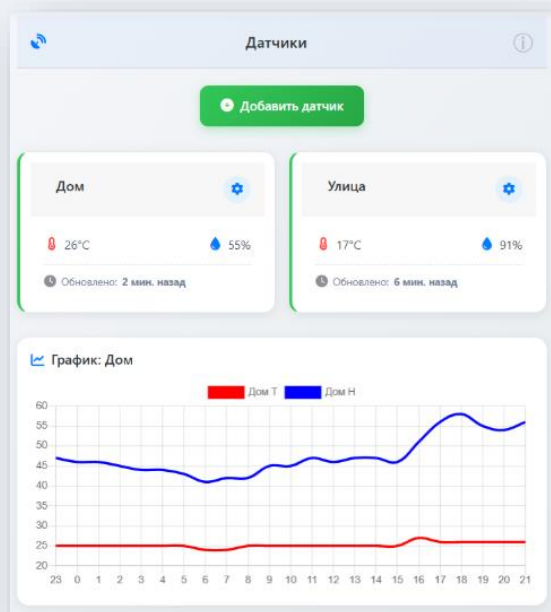 Датчики
Добавить датчик
Дом
26°C 55%
Обновлено: 2 мин. назад
Улица
17°C 91%
Обновлено: 6 мин. назад
График: Дом
Дом T Дом H
60
55
50
45
40
35
30
25
20
23 0 1 2 3 4 5 6 7 8 9 10 11 12 13 14 15 16 17 18 19 20 21